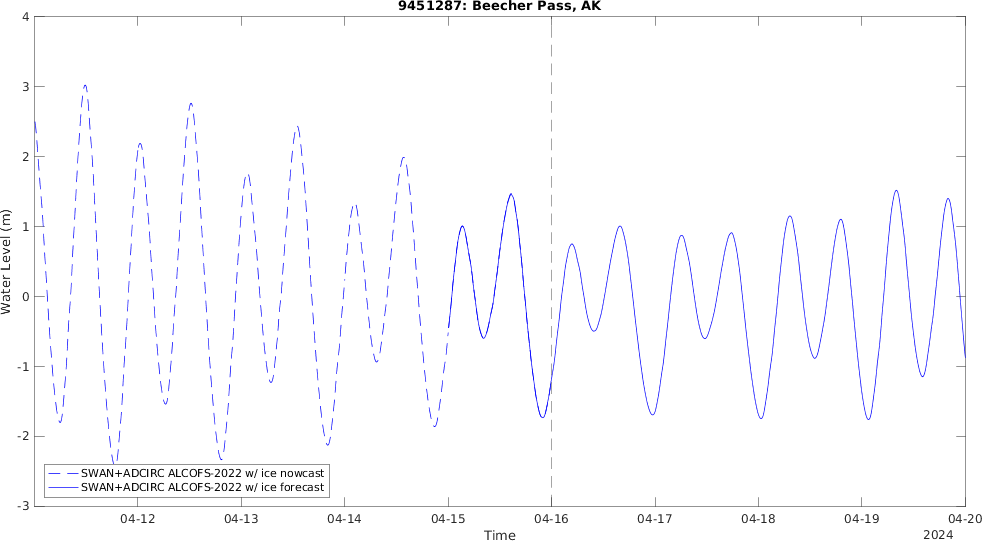 9451287: Beecher Pass, AK
Water Level (m)
4
3
2
1
0
-1
-2
-3
SWAN+ADCIRC ALCOFS-2022 w/ ice nowcast
SWAN+ADCIRC ALCOFS-2022 w/ ice forecast
04-12 04-13 04-14 04-15 04-16 04-17 04-18 04-19 04-20
Time
2024